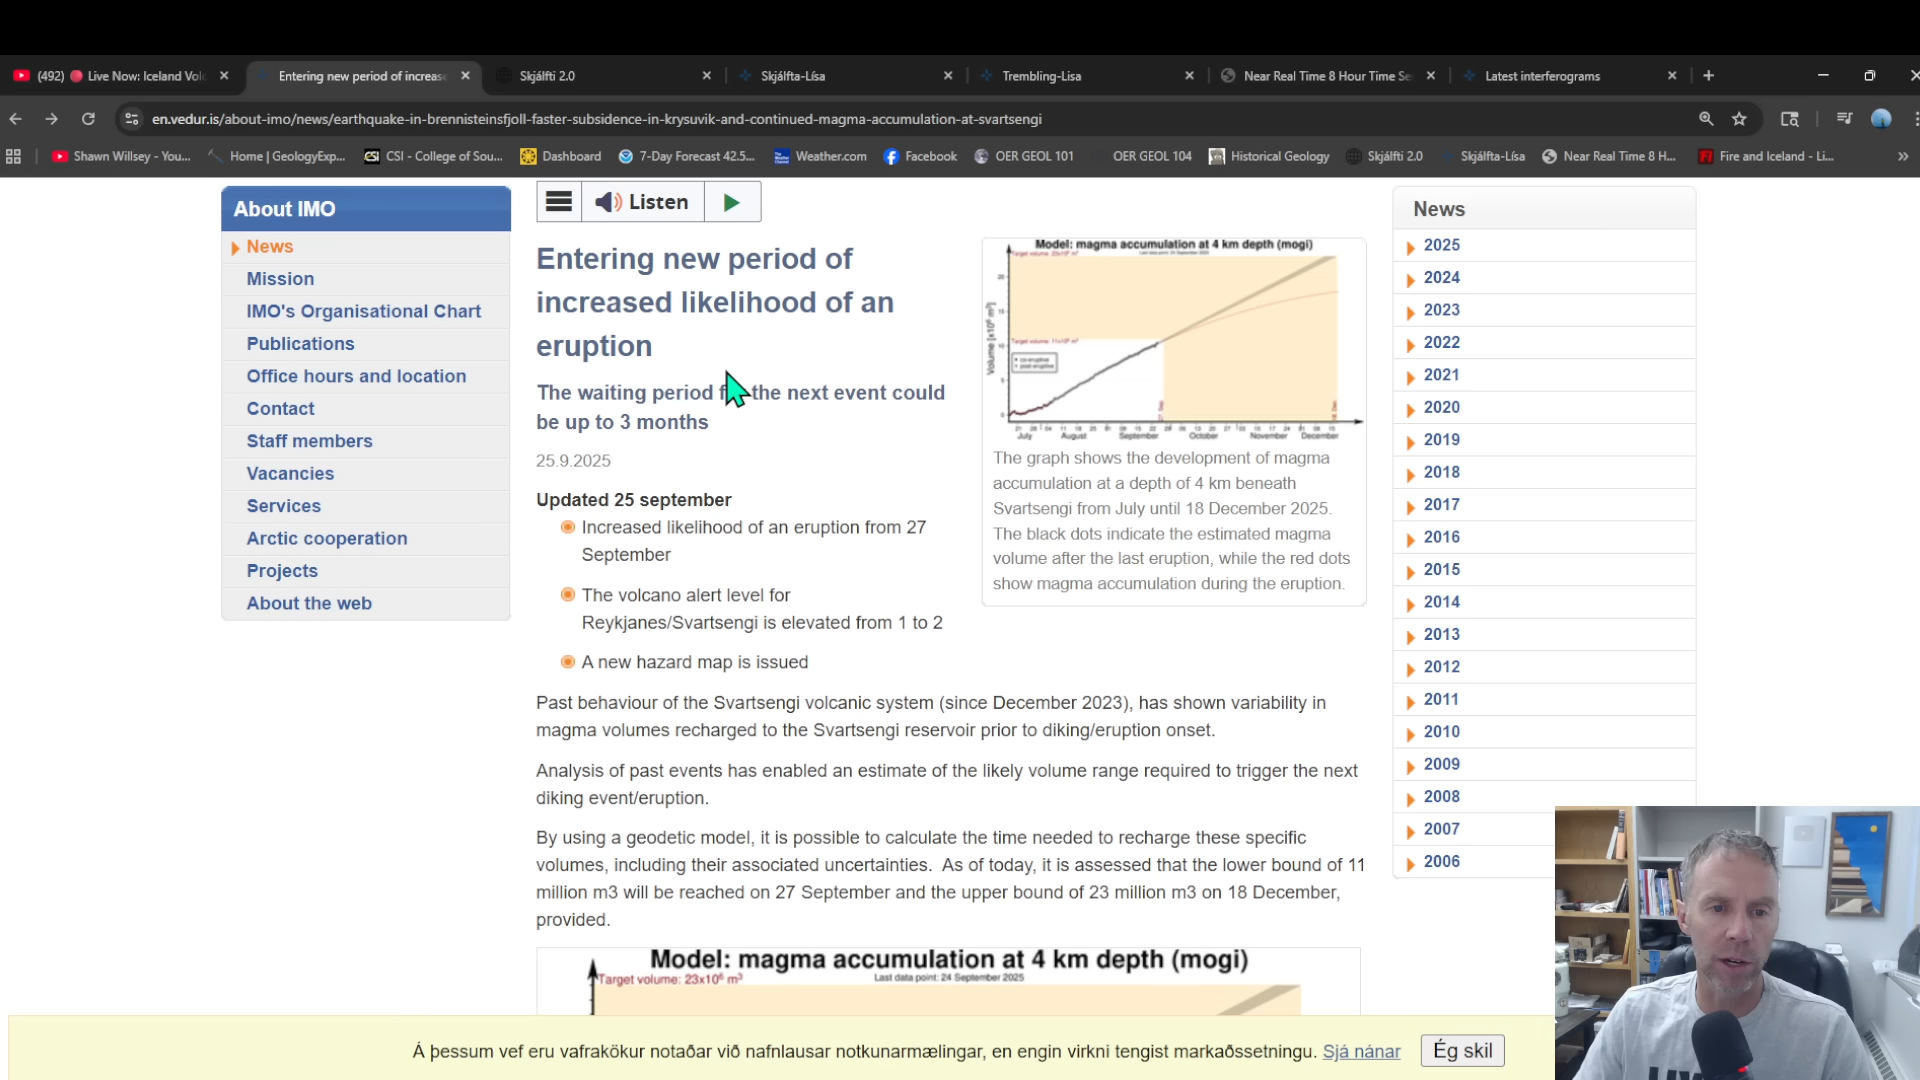 (492) Live Now: Iceland Vol
Entering new period of increase
Skjálfti 2.0
Skjálfta-Lísa
Trembling-Lisa
Near Real Time 8 Hour Time Se
Latest interferograms
en.vedur.is/about-imo/news/earthquake-in-brennisteinsfjoll-faster-subsidence-in-krysuvik-and-continued-magma-accumulation-at-svartsengi
Shawn Willsey - You...
Home | GeologyExp...
CSI - College of Sou...
Dashboard
7-Day Forecast 42.5...
Weather.com
Facebook
OER GEOL 101
OER GEOL 104
Historical Geology
Skjálfti 2.0
Skjálfta-Lísa
Near Real Time 8 H...
Fire and Iceland - Li...
About IMO
News
Mission
IMO's Organisational Chart
Publications
Office hours and location
Contact
Staff members
Vacancies
Services
Arctic cooperation
Projects
About the web
Listen
Entering new period of
increased likelihood of an
eruption
The waiting period the next event could
be up to 3 months
25.9.2025
Updated 25 september
Increased likelihood of an eruption from 27
September
The volcano alert level for
Reykjanes/Svartsengi is elevated from 1 to 2
A new hazard map is issued
Model: magma accumulation at 4 km depth (mogi)
Last data point: 24 September 2025
Target volume: 23x10⁶ m³
Target volume: 11x10⁶ m³
Volume [x10⁶ m³]
July August September October November December
The graph shows the development of magma
accumulation at a depth of 4 km beneath
Svartsengi from July until 18 December 2025.
The black dots indicate the estimated magma
volume after the last eruption, while the red dots
show magma accumulation during the eruption.
Past behaviour of the Svartsengi volcanic system (since December 2023), has shown variability in
magma volumes recharged to the Svartsengi reservoir prior to diking/eruption onset.
Analysis of past events has enabled an estimate of the likely volume range required to trigger the next
diking event/eruption.
By using a geodetic model, it is possible to calculate the time needed to recharge these specific
volumes, including their associated uncertainties. As of today, it is assessed that the lower bound of 11
million m3 will be reached on 27 September and the upper bound of 23 million m3 on 18 December,
provided.
Model: magma accumulation at 4 km depth (mogi)
Last data point: 24 September 2025
Target volume: 23x10⁶ m³
News
2025
2024
2023
2022
2021
2020
2019
2018
2017
2016
2015
2014
2013
2012
2011
2010
2009
2008
2007
2006
Á þessum vef eru vafrakökur notaðar við nafnlausar notkunarmælingar, en engin virkni tengist markaðssetningu. Sjá nánar
Ég skil